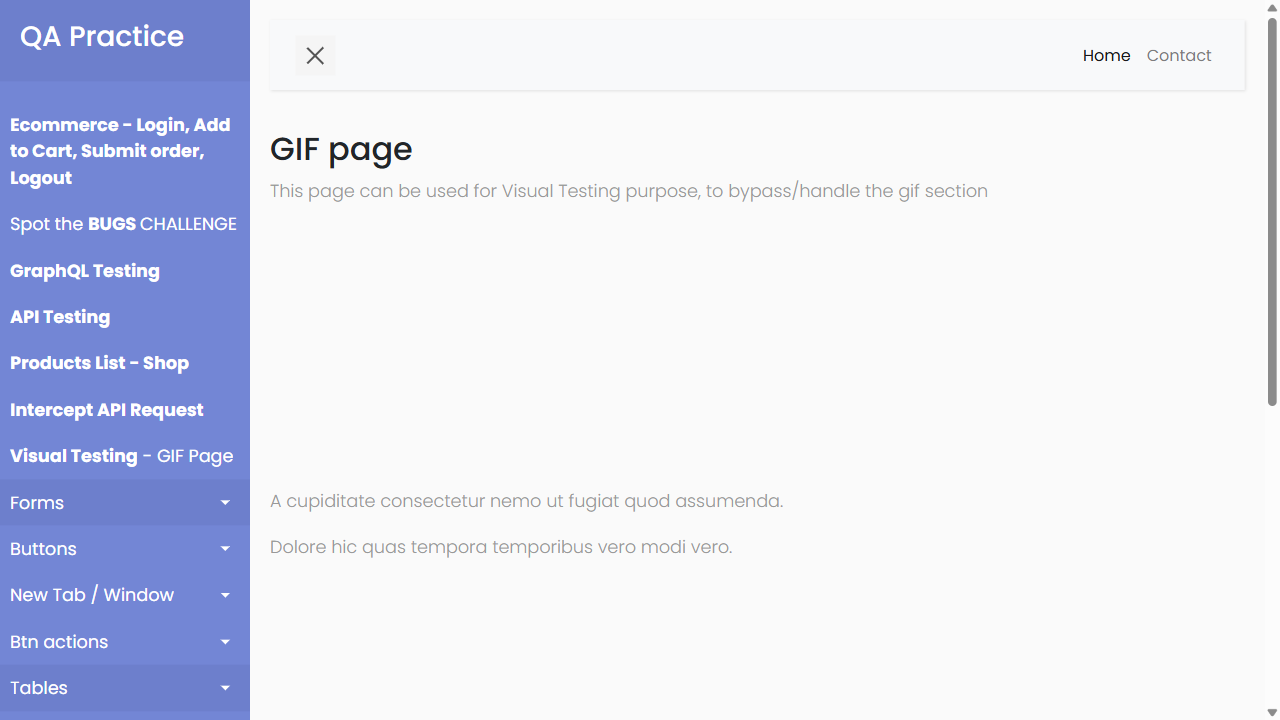 QA Practice
Home
Contact
Ecommerce - Login, Add
to Cart, Submit order,
Logout
Spot the BUGS CHALLENGE
GraphQL Testing
API Testing
Products List - Shop
Intercept API Request
Visual Testing - GIF Page
Forms
Buttons
New Tab / Window
Btn actions
Tables
GIF page
This page can be used for Visual Testing purpose, to bypass/handle the gif section
A cupiditate consectetur nemo ut fugiat quod assumenda.
Dolore hic quas tempora temporibus vero modi vero.